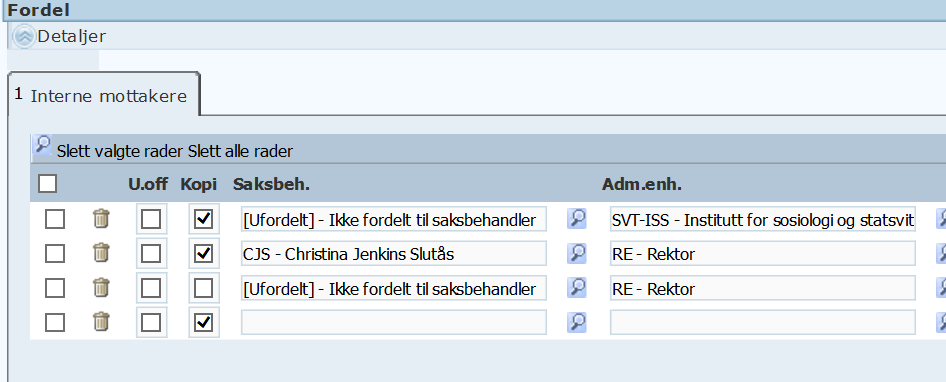 Fordel
Detaljer
1 Interne mottakere
Slett valgte rader Slett alle rader
U.off Kopi Saksbeh. Adm.enh.
[Ufordelt] - Ikke fordelt til saksbehandler SVT-ISS - Institutt for sosiologi og statsvit
CJS - Christina Jenkins Slutås RE - Rektor
[Ufordelt] - Ikke fordelt til saksbehandler RE - Rektor